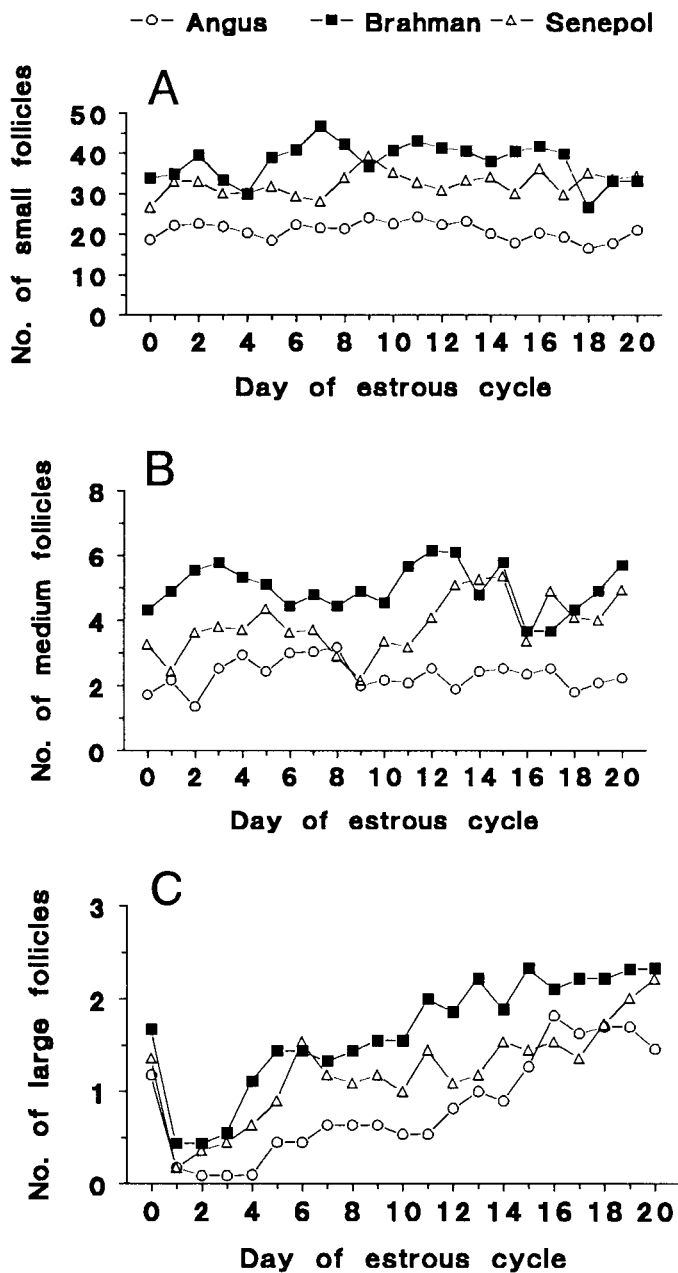 Angus Brahman Senepol
A
No. of small follicles
50
40
30
20
10
0
0 2 4 6 8 10 12 14 16 18 20
Day of estrous cycle
B
No. of medium follicles
8
6
4
2
0
0 2 4 6 8 10 12 14 16 18 20
Day of estrous cycle
C
No. of large follicles
3
2
1
0
0 2 4 6 8 10 12 14 16 18 20
Day of estrous cycle